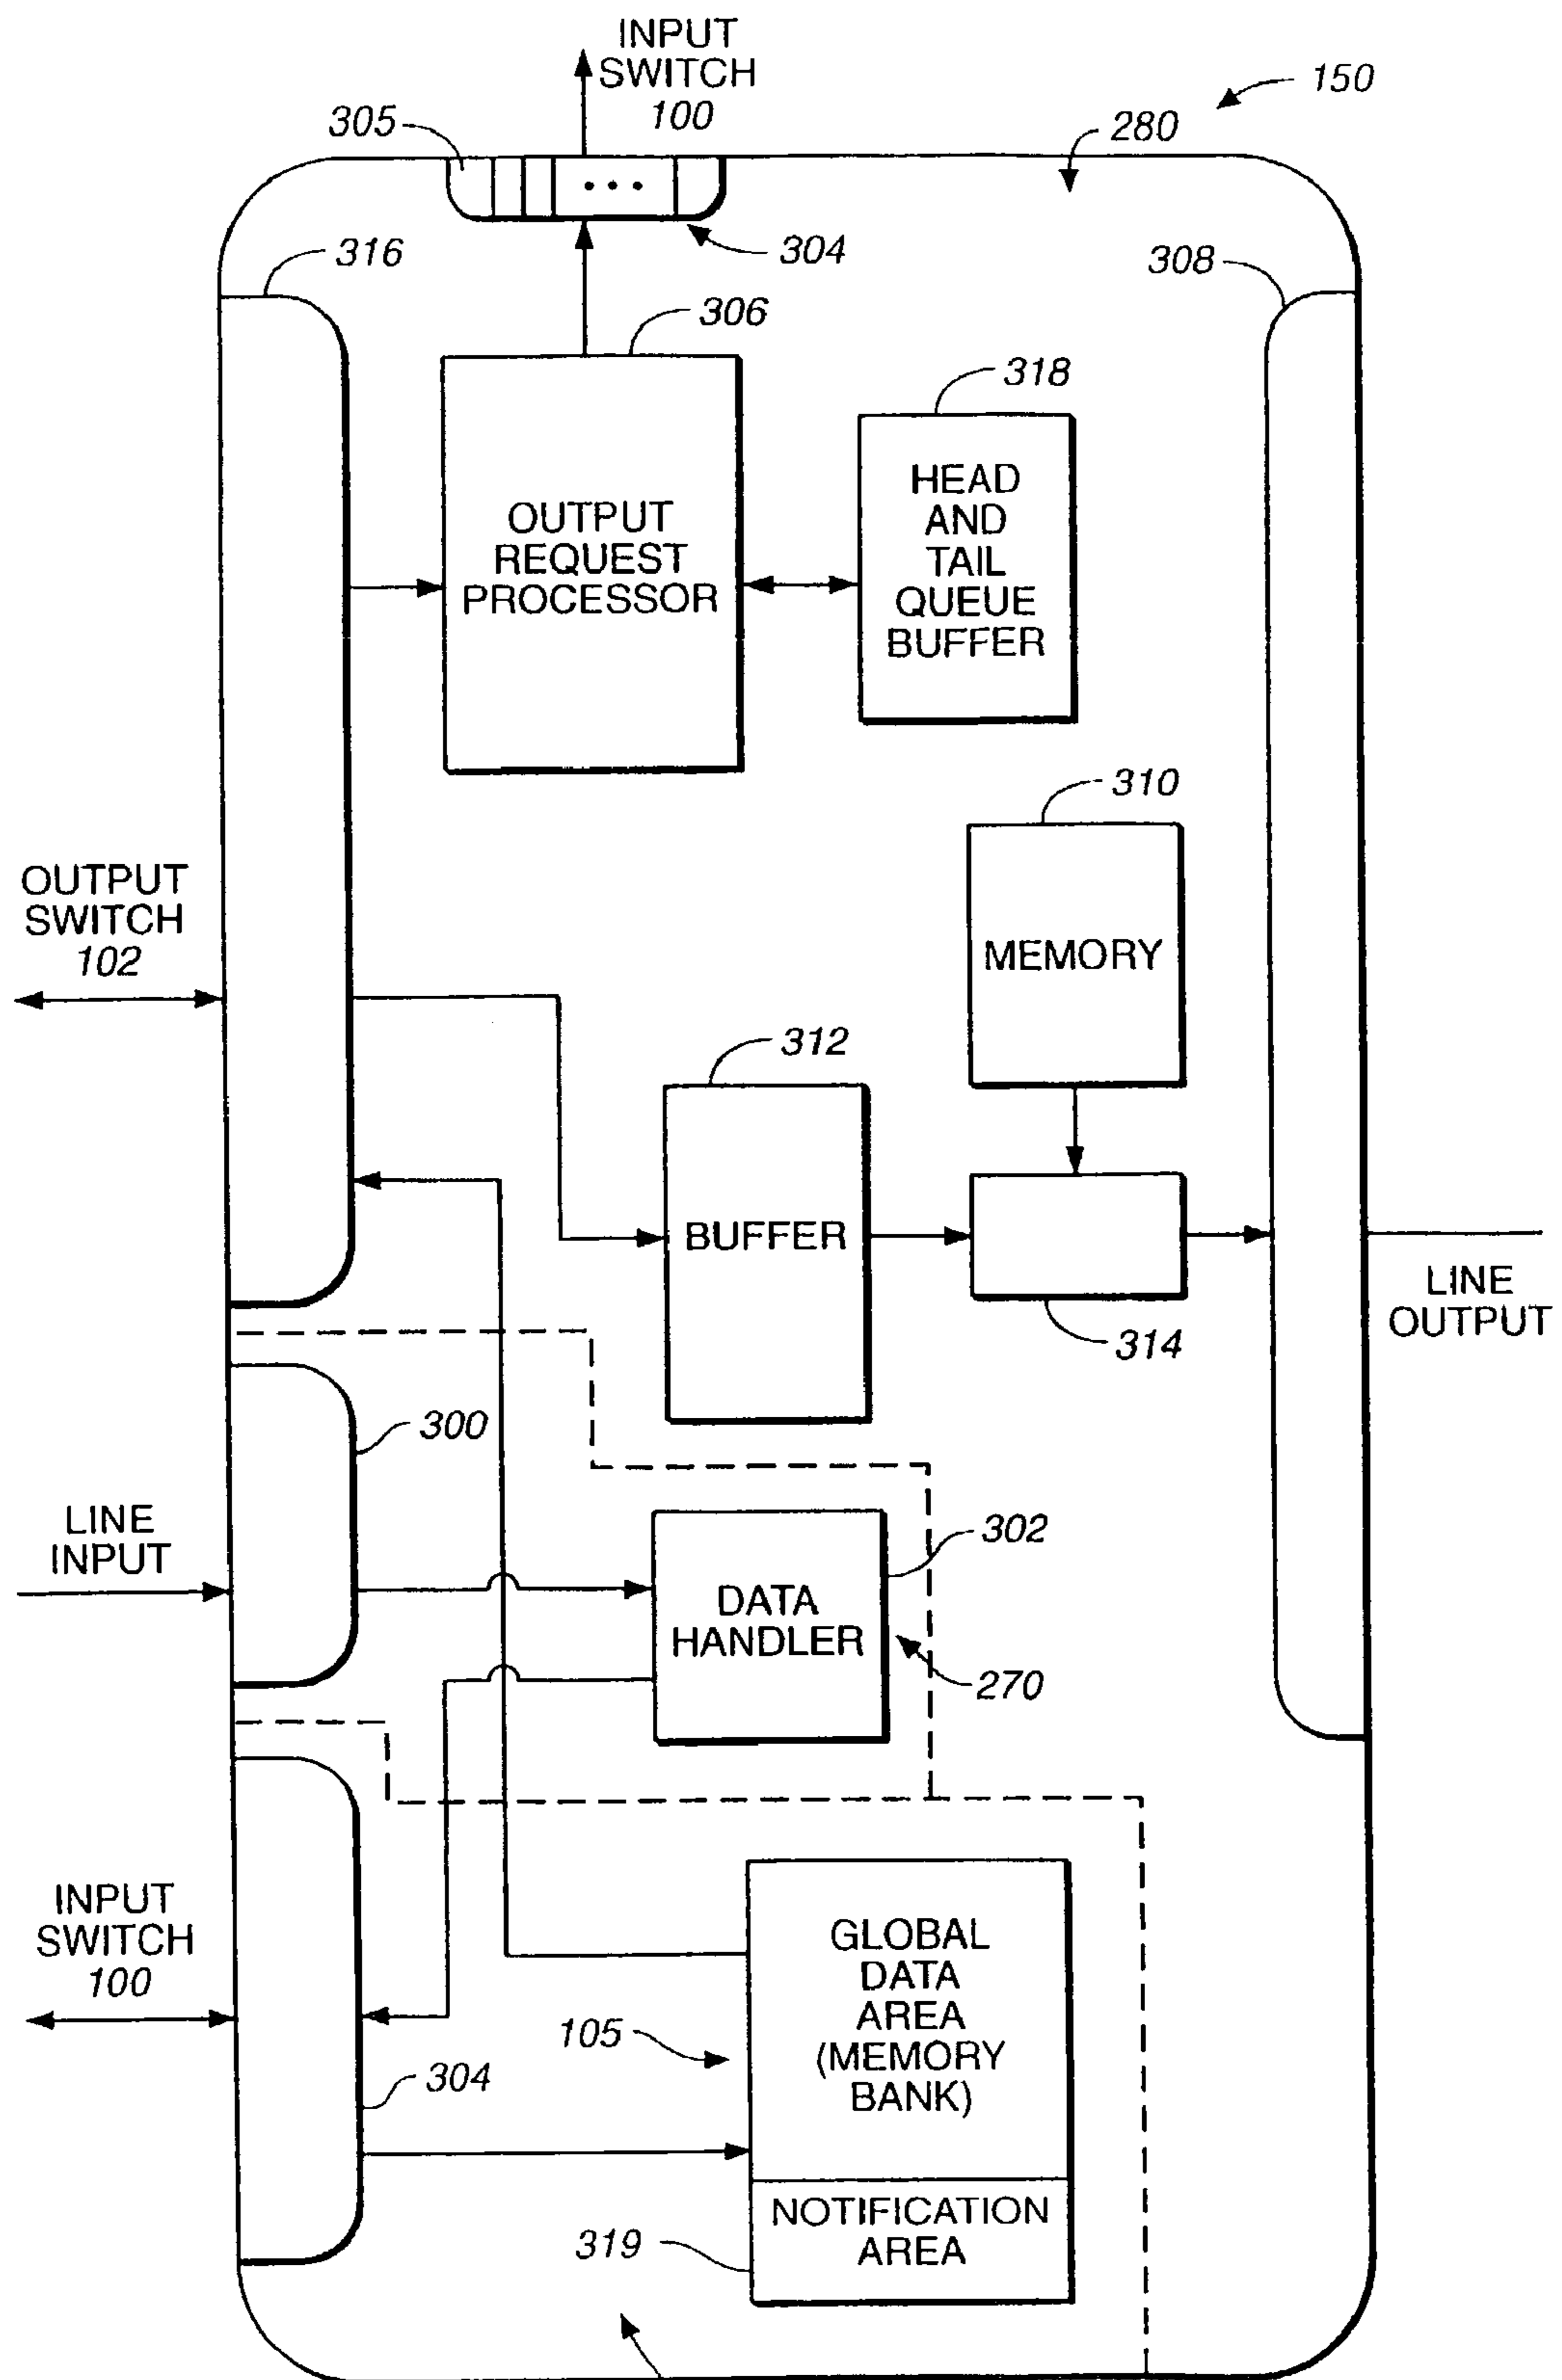 INPUT
SWITCH
100
150
305
280
304
316
308
306
318
HEAD
AND
TAIL
QUEUE
BUFFER
OUTPUT
REQUEST
PROCESSOR
310
OUTPUT
SWITCH
102
MEMORY
312
BUFFER
LINE
OUTPUT
314
300
LINE
INPUT
302
DATA
HANDLER
270
INPUT
SWITCH
100
GLOBAL
DATA
AREA
(MEMORY
BANK)
105
304
NOTIFICATION
AREA
319